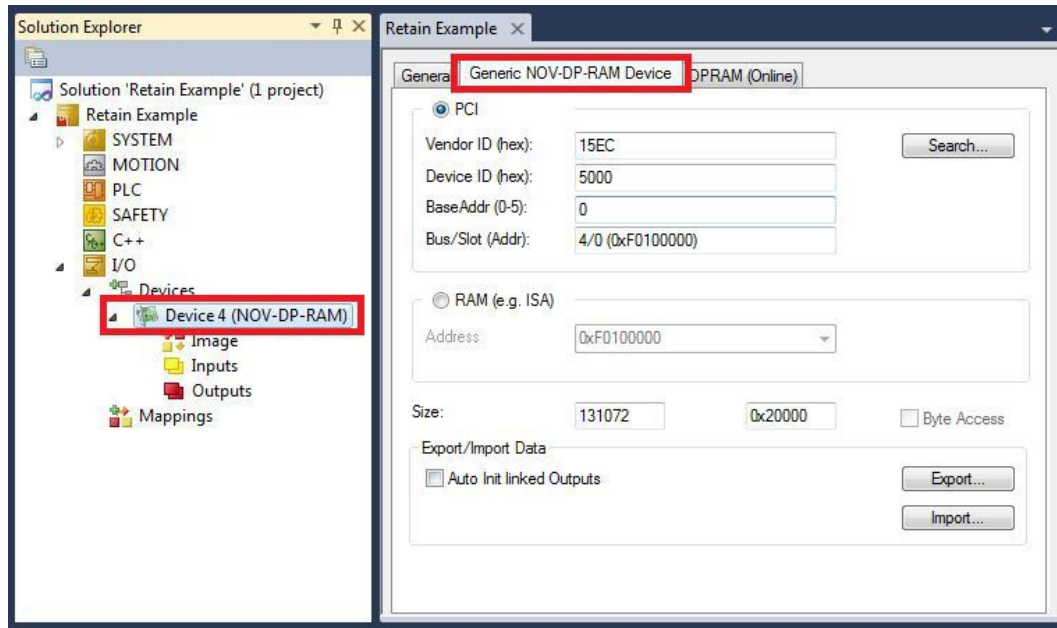 Solution Explorer
Solution 'Retain Example' (1 project)
Retain Example
SYSTEM
MOTION
PLC
SAFETY
C++
I/O
Devices
Device 4 (NOV-DP-RAM)
Image
Inputs
Outputs
Mappings
Retain Example
Genera Generic NOV-DP-RAM Device DPRAM (Online)
PCI
Vendor ID (hex): 15EC Search...
Device ID (hex): 5000
BaseAddr (0-5): 0
Bus/Slot (Addr): 4/0 (0xF0100000)
RAM (e.g. ISA)
Address 0xF0100000
Size: 131072 0x20000 Byte Access
Export/Import Data
Auto Init linked Outputs Export...
Import...